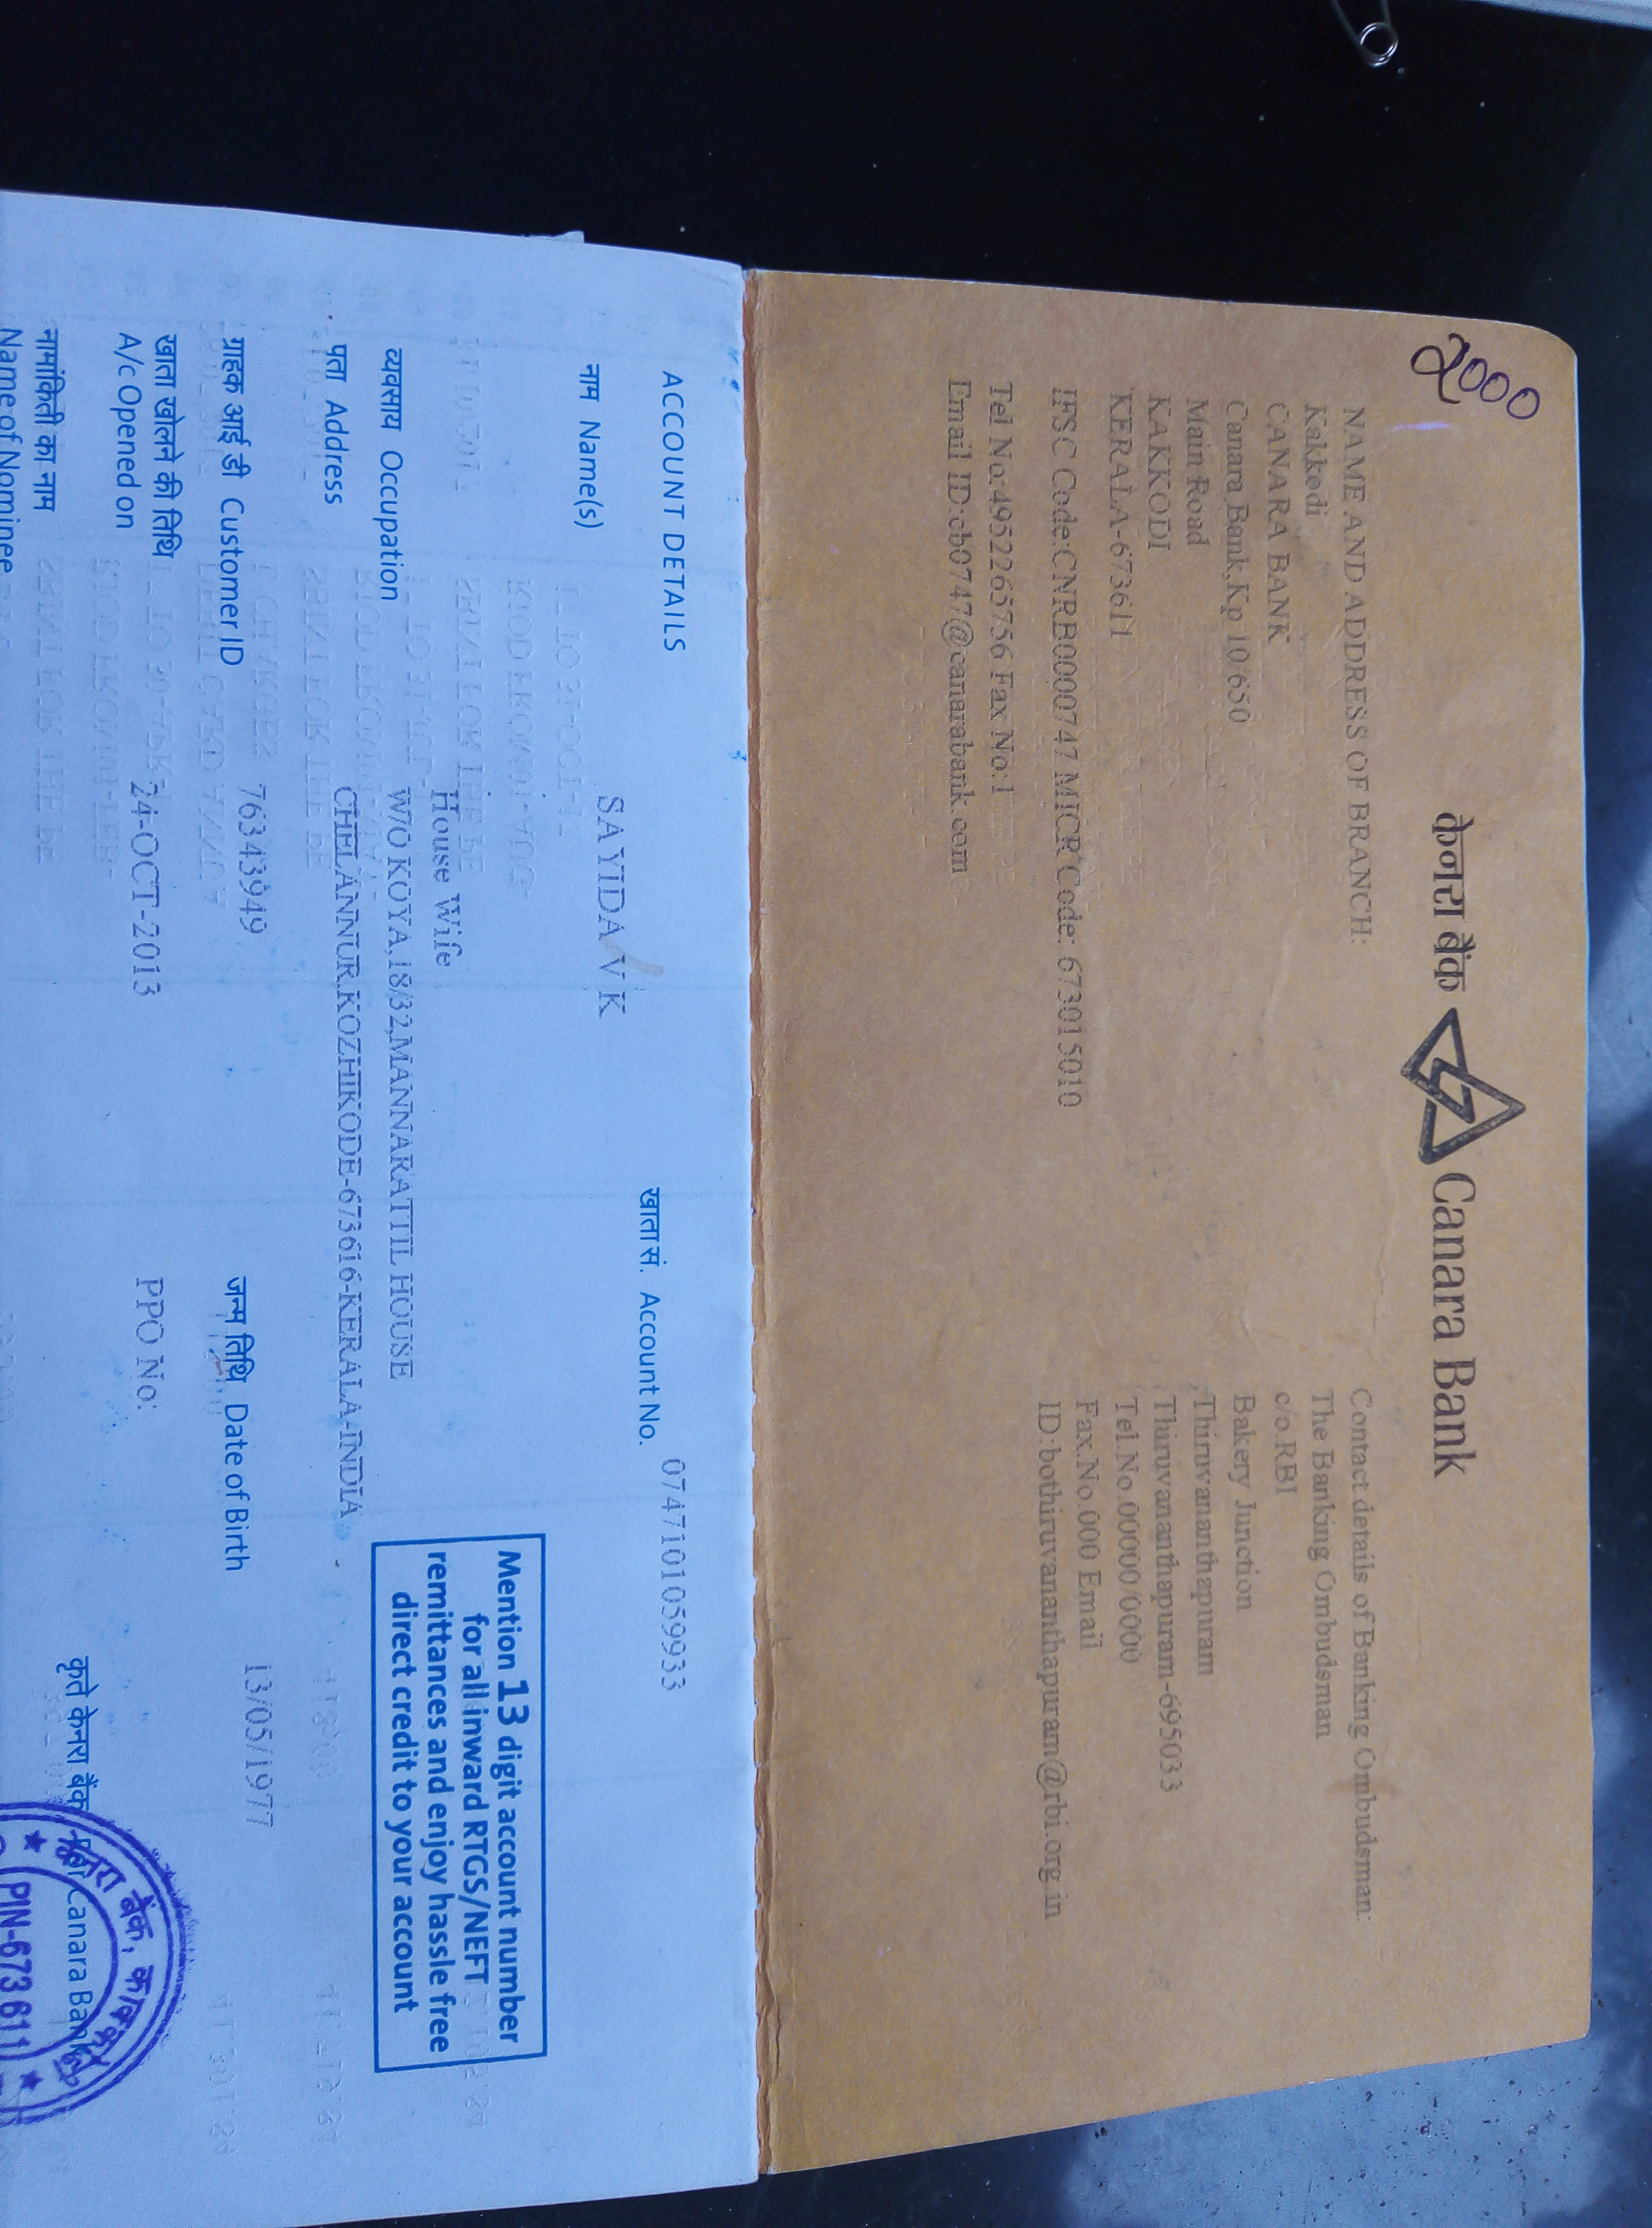 2000
केनरा बैंक Canara Bank
NAME AND ADDRESS OF BRANCH:
Kakkodi
CANARA BANK
Canara Bank,Kp 10/650
Main Road
KAKKODI
KERALA-673611
IFSC Code:CNRB0000747 MICR Code: 673015010
Tel No:4952265756 Fax No:1
Email ID:cb0747@canarabank.com
Contact details of Banking Ombudsman:
The Banking Ombudsman
c/o.RBI
Bakery Junction
,Thiruvananthapuram
,Thiruvananthapuram-695033
Tel.No.00000/0000
Fax.No.000 Email
ID:bothiruvananthapuram@rbi.org.in
ACCOUNT DETAILS
खाता सं. Account No. 0747101059933
नाम Name(s) SAYIDA V K
Mention 13 digit account number
for all inward RTGS/NEFT
remittances and enjoy hassle free
direct credit to your account
व्यवसाय Occupation House Wife
पता Address W/O KOYA,18/32,MANNARATTIL HOUSE
CHELANNUR,KOZHIKODE-673616-KERALA-INDIA
ग्राहक आई डी Customer ID 76343949
जन्म तिथि Date of Birth 13/05/1977
खाता खोलने की तिथि
A/c Opened on 24-OCT-2013
PPO No:
नामांकिती का नाम
Name of Nominee
कृते केनरा बैंक For Canara Bank
केनरा बैंक,
PIN-673 611